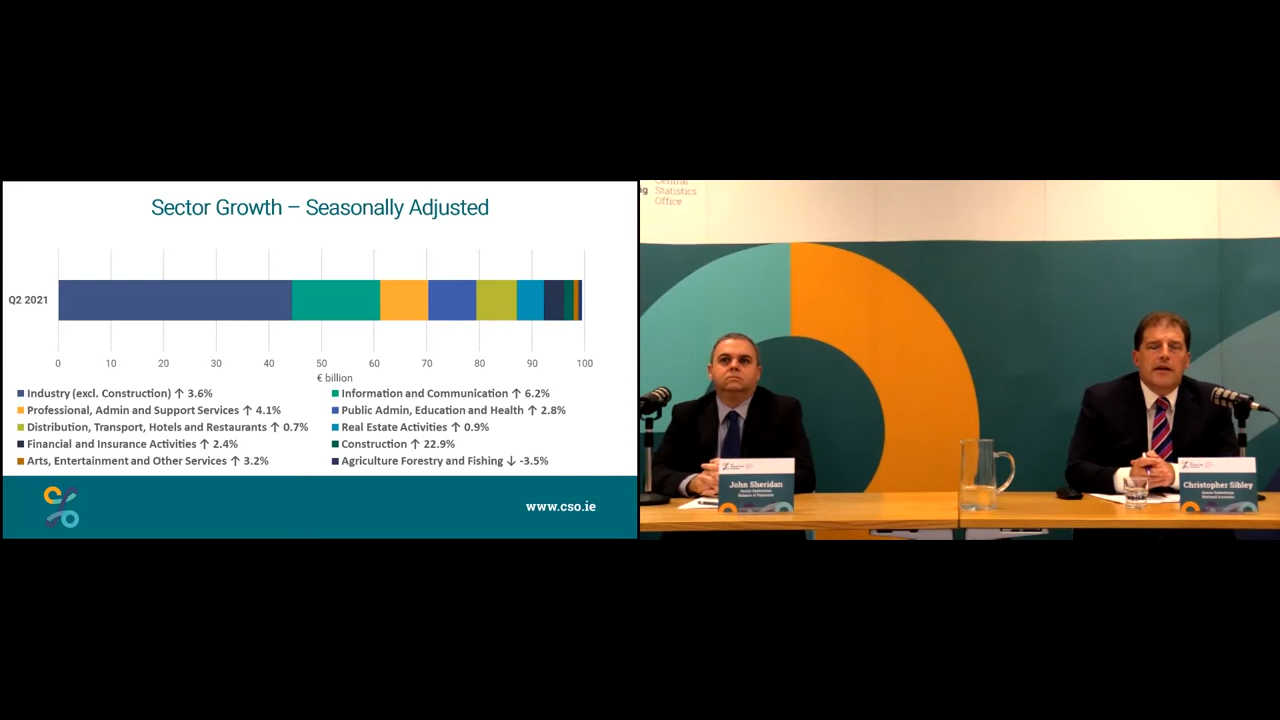 Sector Growth – Seasonally Adjusted
Q2 2021
0 10 20 30 40 50 60 70 80 90 100
€ billion
Industry (excl. Construction) ↑ 3.6%
Information and Communication ↑ 6.2%
Professional, Admin and Support Services ↑ 4.1%
Public Admin, Education and Health ↑ 2.8%
Distribution, Transport, Hotels and Restaurants ↑ 0.7%
Real Estate Activities ↑ 0.9%
Financial and Insurance Activities ↑ 2.4%
Construction ↑ 22.9%
Arts, Entertainment and Other Services ↑ 3.2%
Agriculture Forestry and Fishing ↓ -3.5%
www.cso.ie
Central
Statistics
Office
John Sheridan
Christopher Sibley